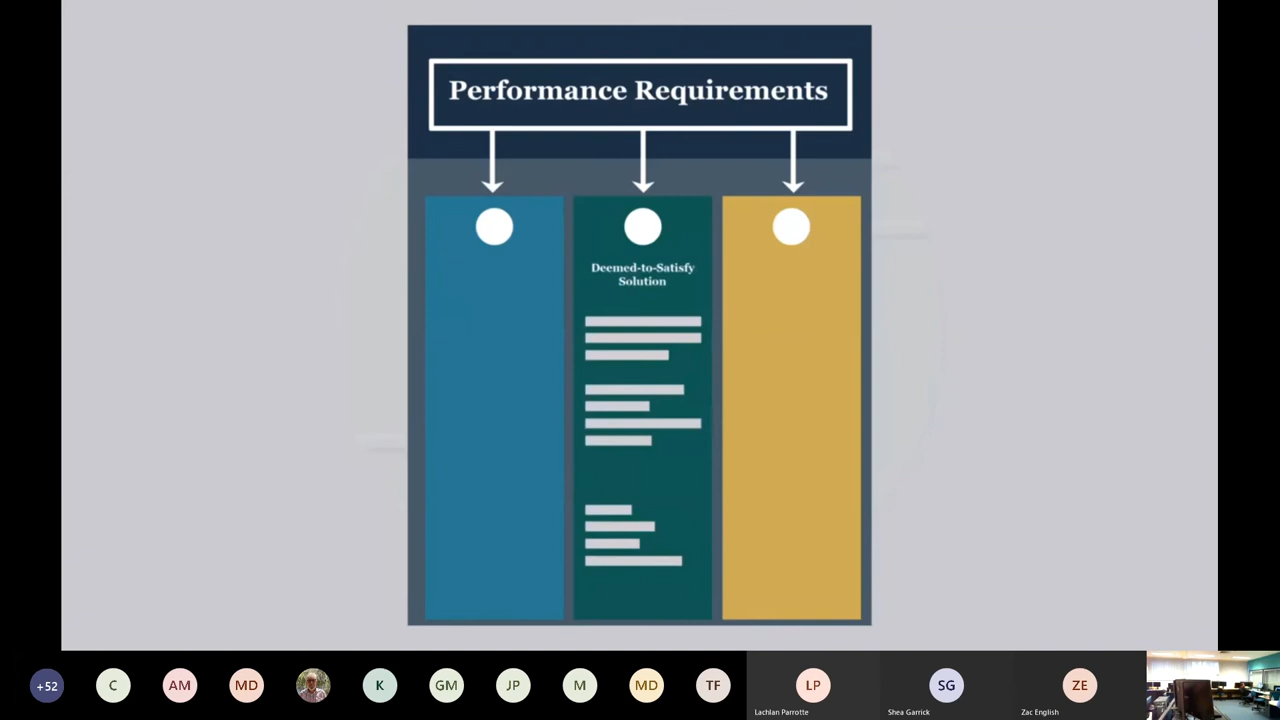 Performance Requirements
Deemed-to-Satisfy
Solution
+52
C
AM
MD
K
GM
JP
M
MD
TF
LP
SG
ZE
Lachlan Parrotte
Shea Garrick
Zac English